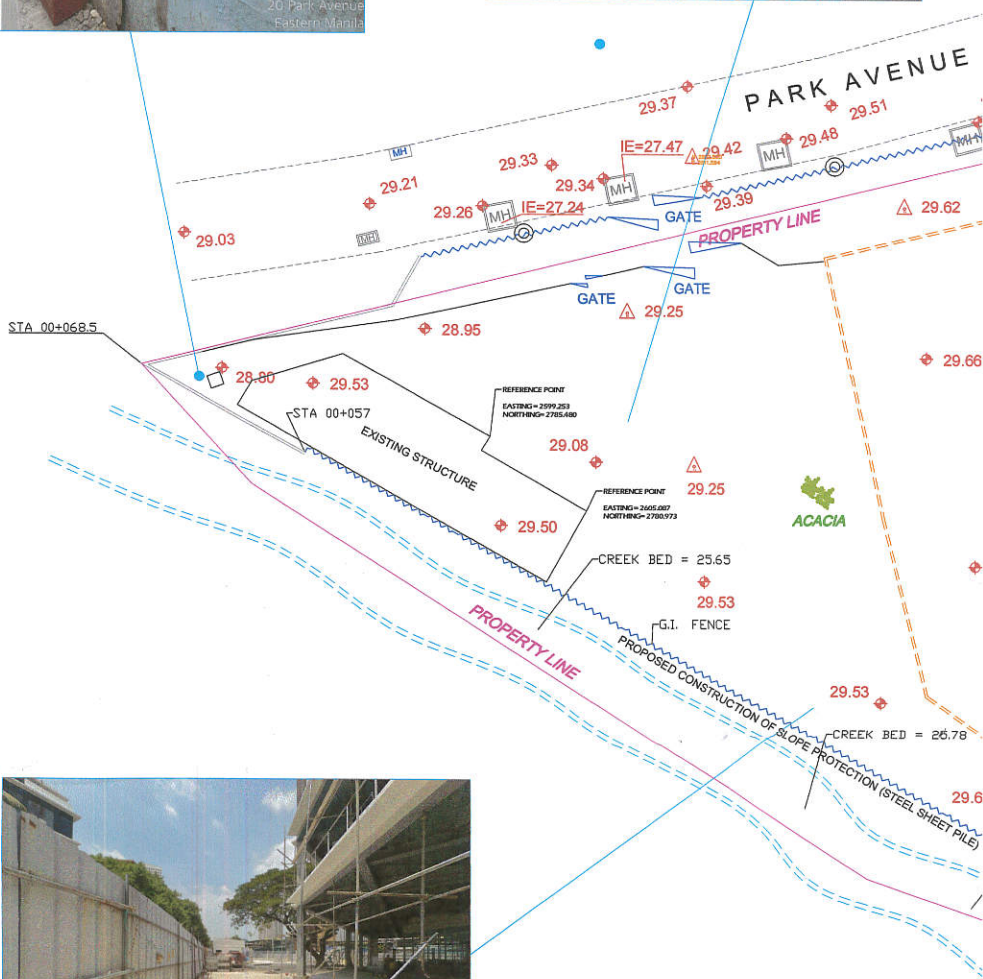 20 Park Avenue
Eastern Manila
PARK AVENUE
29.37
29.51
29.48
29.42
IE=27.47
MH
MH
MH
29.33
29.34
MH
29.21
29.26
MH
IE=27.24
29.39
GATE
29.62
PROPERTY LINE
29.03
MH
GATE
GATE
29.25
STA 00+068.5
28.95
28.80
29.53
29.66
REFERENCE POINT
EASTING=2599.253
NORTHING=2785.480
STA 00+057
EXISTING STRUCTURE
29.08
29.25
REFERENCE POINT
EASTING=2605.087
NORTHING=2780.973
ACACIA
29.50
CREEK BED = 25.65
29.53
G.I. FENCE
PROPERTY LINE
PROPOSED CONSTRUCTION OF SLOPE PROTECTION (STEEL SHEET PILE)
29.53
CREEK BED = 26.78
29.6